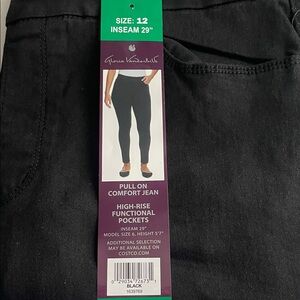 SIZE: 12
INSEAM 29"
Gloria Vanderbilt
PULL ON
COMFORT JEAN
HIGH-RISE
FUNCTIONAL
POCKETS
INSEAM 29"
MODEL SIZE 6, HEIGHT 5'7"
ADDITIONAL SELECTION
MAY BE AVAILABLE ON
COSTCO.COM
BLACK
1639769